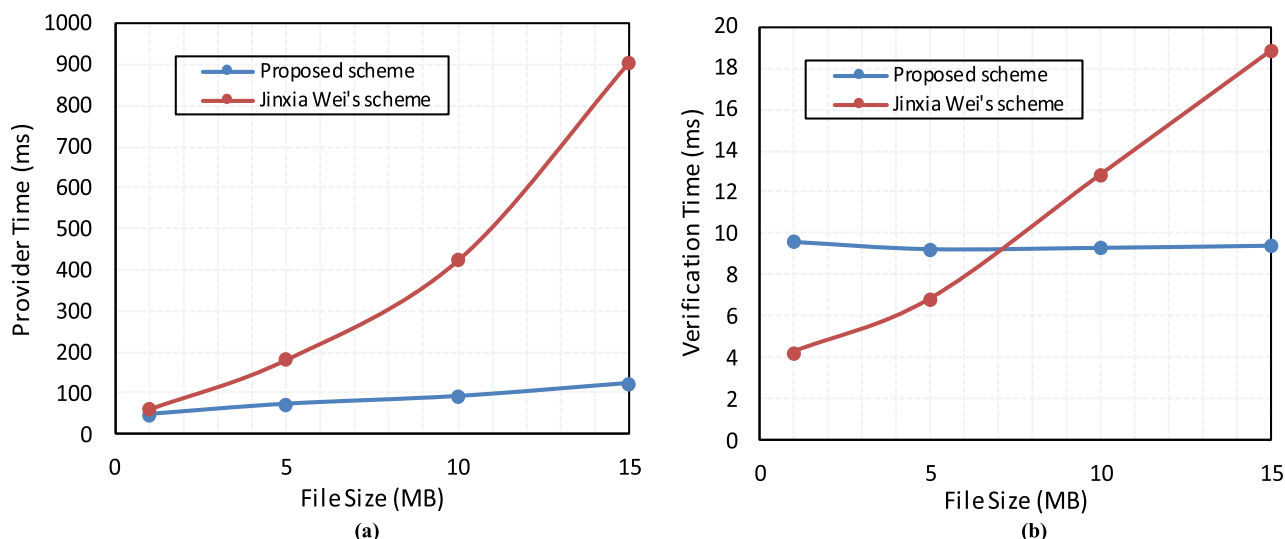 1000
900
800
700
600
500
400
300
200
100
0
Provider Time (ms)
Proposed scheme
Jinxia Wei's scheme
0 5 10 15
File Size (MB)
(a)
20
18
16
14
12
10
8
6
4
2
0
Verification Time (ms)
Proposed scheme
Jinxia Wei's scheme
0 5 10 15
File Size (MB)
(b)